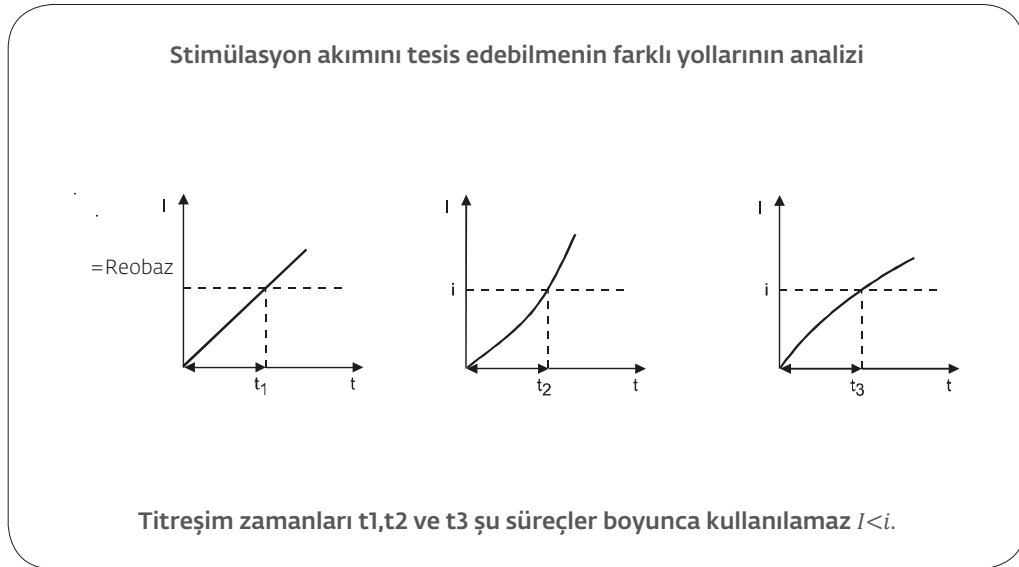 Stimülasyon akımını tesis edebilmenin farklı yollarının analizi
I
=Reobaz
t1
t
I
i
t2
t
I
i
t3
t
Titreşim zamanları t1,t2 ve t3 şu süreçler boyunca kullanılamaz I<i.